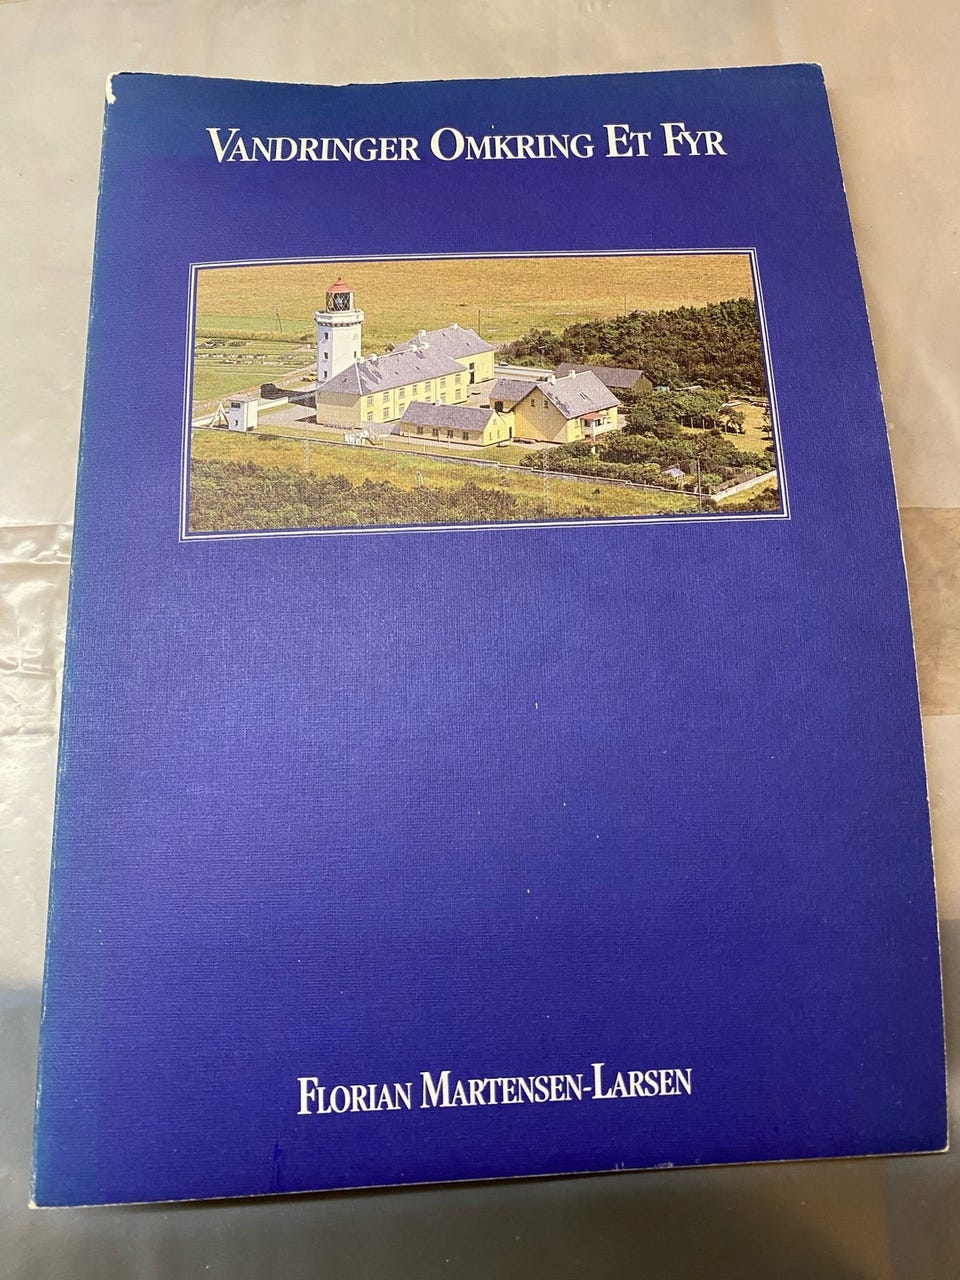 Vandringer Omkring Et Fyr
Florian Martensen-Larsen